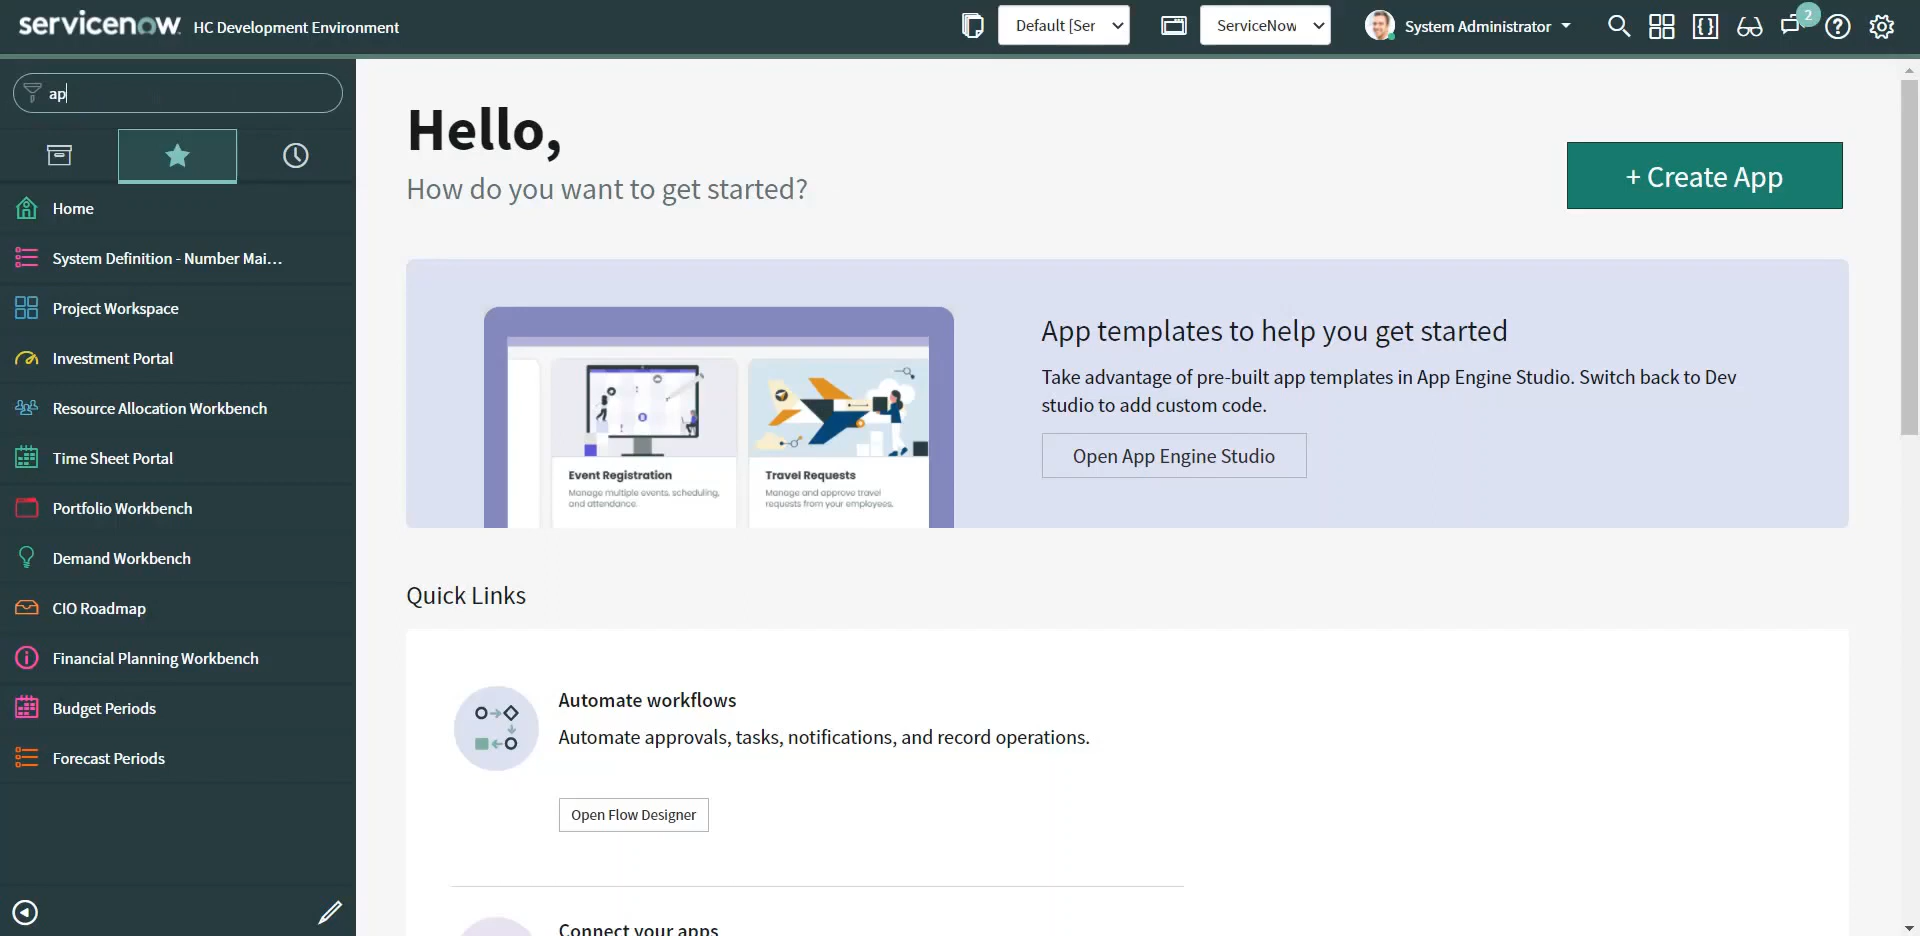 servicenow. HC Development Environment
Default [Ser
ServiceNow
System Administrator
2
ap
Home
System Definition - Number Mai…
Project Workspace
Investment Portal
Resource Allocation Workbench
Time Sheet Portal
Portfolio Workbench
Demand Workbench
CIO Roadmap
Financial Planning Workbench
Budget Periods
Forecast Periods
Hello,
How do you want to get started?
+ Create App
Event Registration
Manage multiple events, scheduling,
and attendance.
Travel Requests
Manage and approve travel
requests from your employees.
App templates to help you get started
Take advantage of pre-built app templates in App Engine Studio. Switch back to Dev
studio to add custom code.
Open App Engine Studio
Quick Links
Automate workflows
Automate approvals, tasks, notifications, and record operations.
Open Flow Designer
Connect your apps